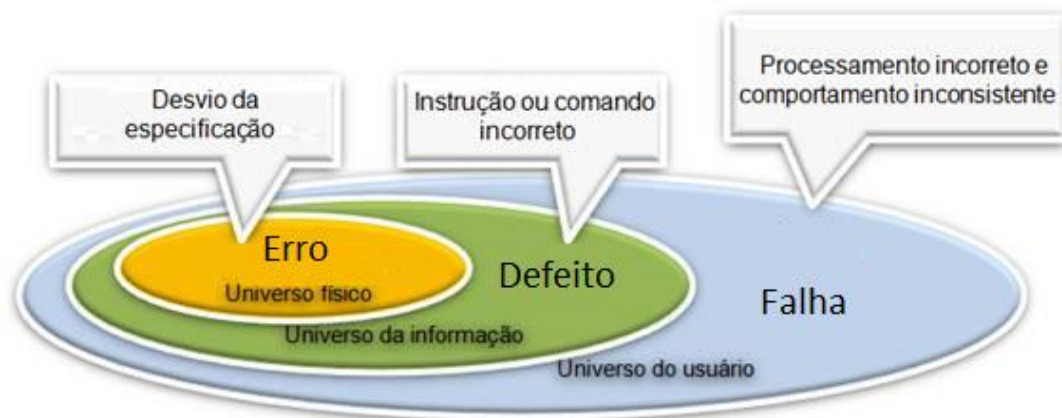 Processamento incorreto e
comportamento inconsistente
Desvio da
especificação
Instrução ou comando
incorreto
Erro
Universo físico
Defeito
Universo da informação
Falha
Universo do usuário